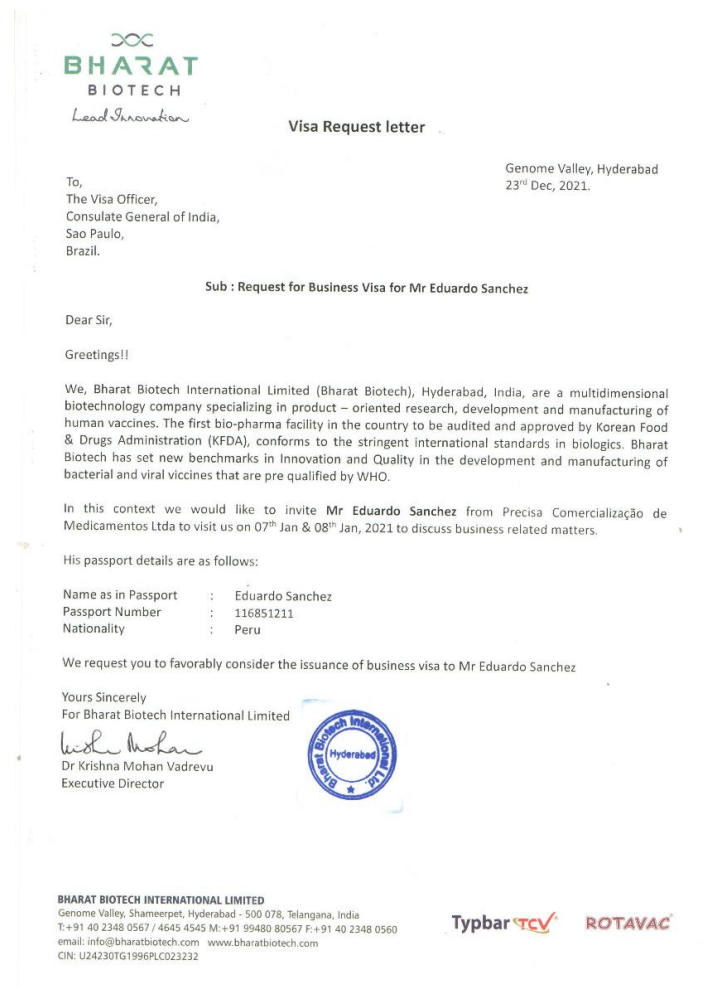 BHARAT
BIOTECH
Lead Innovation
Visa Request letter
Genome Valley, Hyderabad
23rd Dec, 2021.
To,
The Visa Officer,
Consulate General of India,
Sao Paulo,
Brazil.
Sub : Request for Business Visa for Mr Eduardo Sanchez
Dear Sir,
Greetings!!
We, Bharat Biotech International Limited (Bharat Biotech), Hyderabad, India, are a multidimensional
biotechnology company specializing in product – oriented research, development and manufacturing of
human vaccines. The first bio-pharma facility in the country to be audited and approved by Korean Food
& Drugs Administration (KFDA), conforms to the stringent international standards in biologics. Bharat
Biotech has set new benchmarks in Innovation and Quality in the development and manufacturing of
bacterial and viral viccines that are pre qualified by WHO.
In this context we would like to invite Mr Eduardo Sanchez from Precisa Comercialização de
Medicamentos Ltda to visit us on 07th Jan & 08th Jan, 2021 to discuss business related matters.
His passport details are as follows:
Name as in Passport : Eduardo Sanchez
Passport Number : 116851211
Nationality : Peru
We request you to favorably consider the issuance of business visa to Mr Eduardo Sanchez
Yours Sincerely
For Bharat Biotech International Limited
Krishna Mohan
Dr Krishna Mohan Vadrevu
Executive Director
Bharat Biotech International Ltd.
Hyderabad
BHARAT BIOTECH INTERNATIONAL LIMITED
Genome Valley, Shameerpet, Hyderabad - 500 078, Telangana, India
T:+91 40 2348 0567 / 4645 4545 M:+91 99480 80567 F:+91 40 2348 0560
email: info@bharatbiotech.com www.bharatbiotech.com
CIN: U24230TG1996PLC023232
Typbar TCV
ROTAVAC